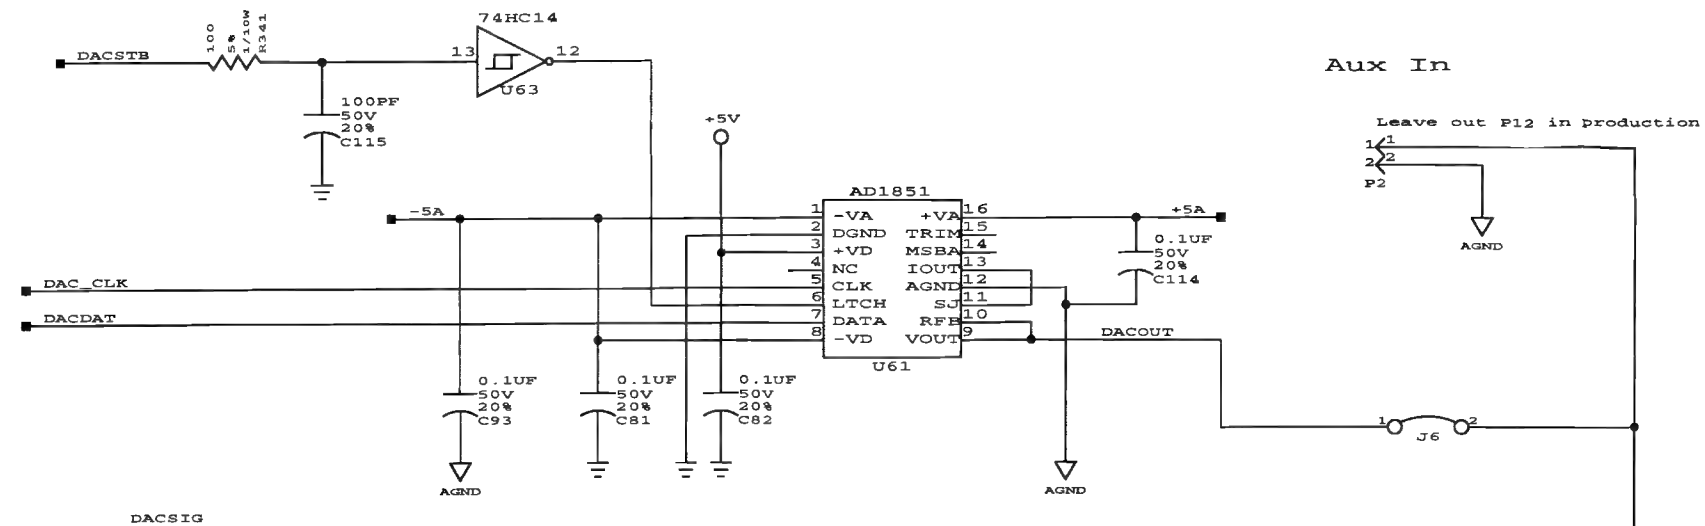 74HC14
100
5%
1/10W
R341
DACSTB
13
12
U63
Aux In
100PF
50V
20%
C115
+5V
Leave out P12 in production
1 1
2 2
P2
AGND
AD1851
-5A
+5A
1 -VA +VA 16
2 DGND TRIM 15
3 +VD MSBA 14
4 NC IOUT 13
5 CLK AGND 12
6 LTCH SJ 11
7 DATA RFB 10
8 -VD VOUT 9
U61
0.1UF
50V
20%
C114
DAC_CLK
DACDAT
DACOUT
0.1UF
50V
20%
C93
0.1UF
50V
20%
C81
0.1UF
50V
20%
C82
1 2
J6
AGND
AGND
DACSIG